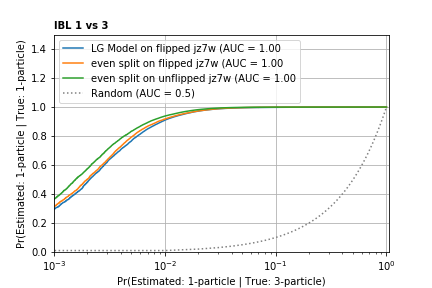 IBL 1 vs 3
LG Model on flipped jz7w (AUC = 1.00
even split on flipped jz7w (AUC = 1.00
even split on unflipped jz7w (AUC = 1.00
Random (AUC = 0.5)
Pr(Estimated: 1-particle | True: 1-particle)
1.4
1.2
1.0
0.8
0.6
0.4
0.2
0.0
10⁻³
10⁻²
10⁻¹
10⁰
Pr(Estimated: 1-particle | True: 3-particle)